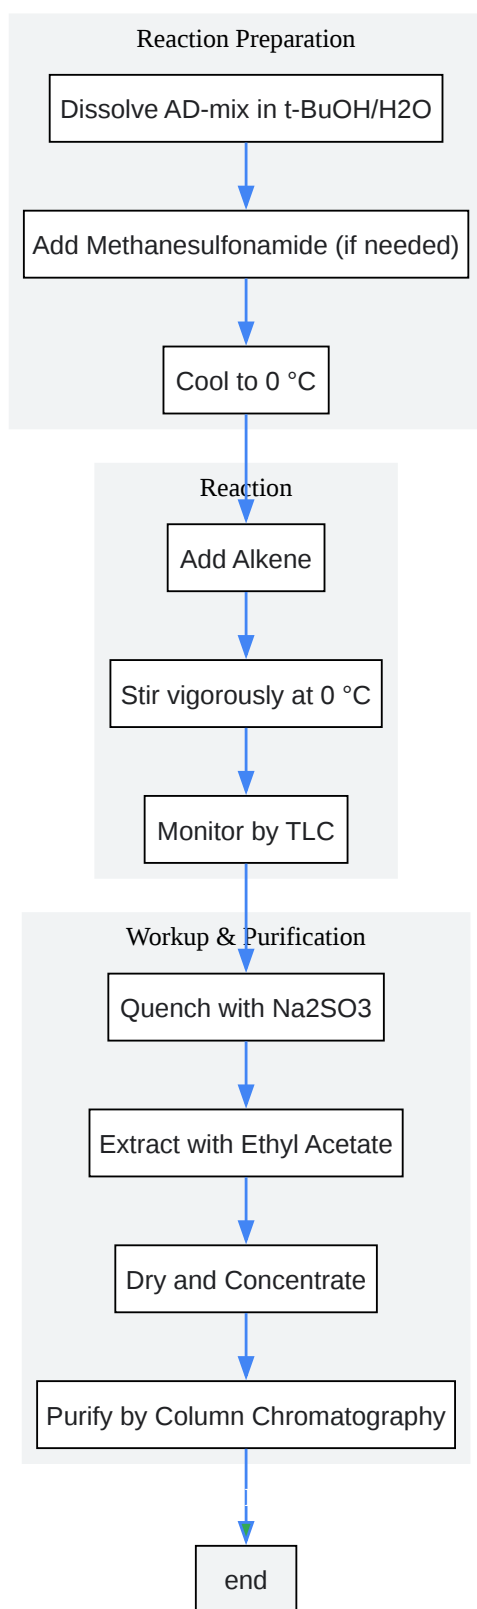 Reaction Preparation
Dissolve AD-mix in t-BuOH/H2O
Add Methanesulfonamide (if needed)
Cool to 0 °C
Reaction
Add Alkene
Stir vigorously at 0 °C
Monitor by TLC
Workup & Purification
Quench with Na2SO3
Extract with Ethyl Acetate
Dry and Concentrate
Purify by Column Chromatography
end